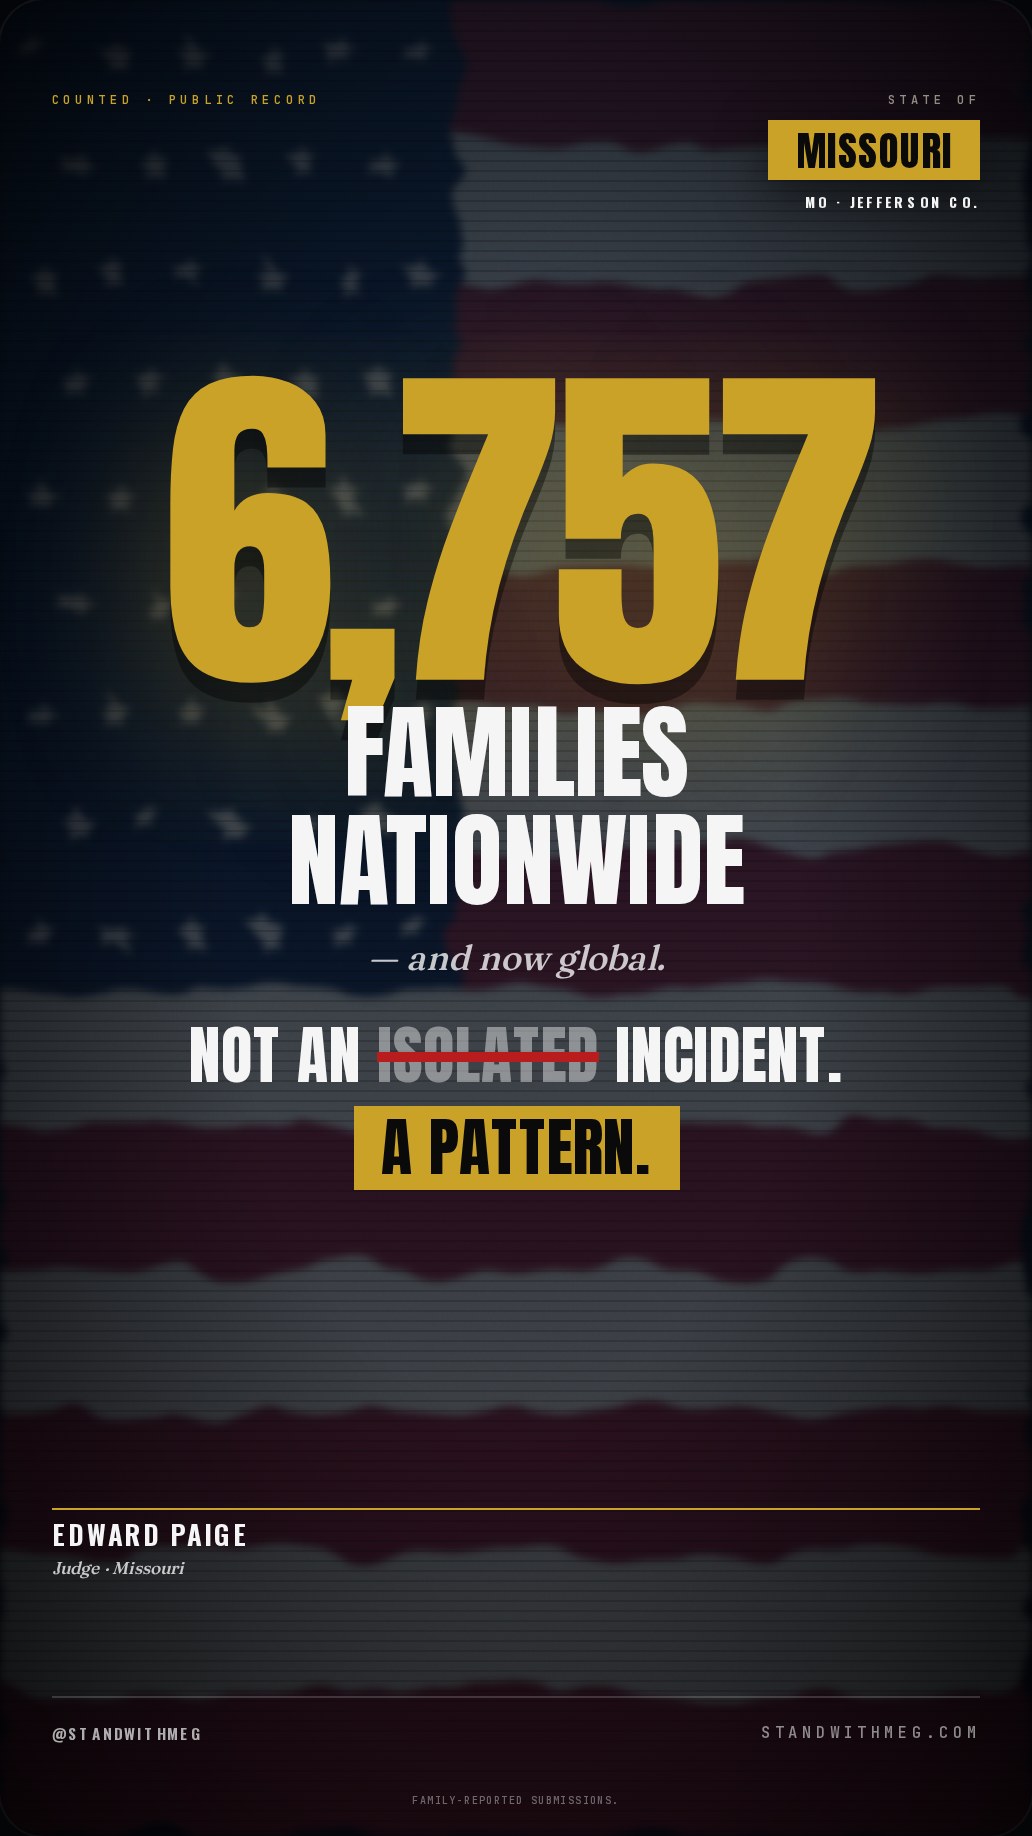 COUNTED · PUBLIC RECORD
STATE OF
MISSOURI
MO · JEFFERSON CO.
6,757
FAMILIES
NATIONWIDE
— and now global.
NOT AN ISOLATED INCIDENT.
A PATTERN.
EDWARD PAIGE
Judge · Missouri
@STANDWITHMEG
STANDWITHMEG.COM
FAMILY-REPORTED SUBMISSIONS.